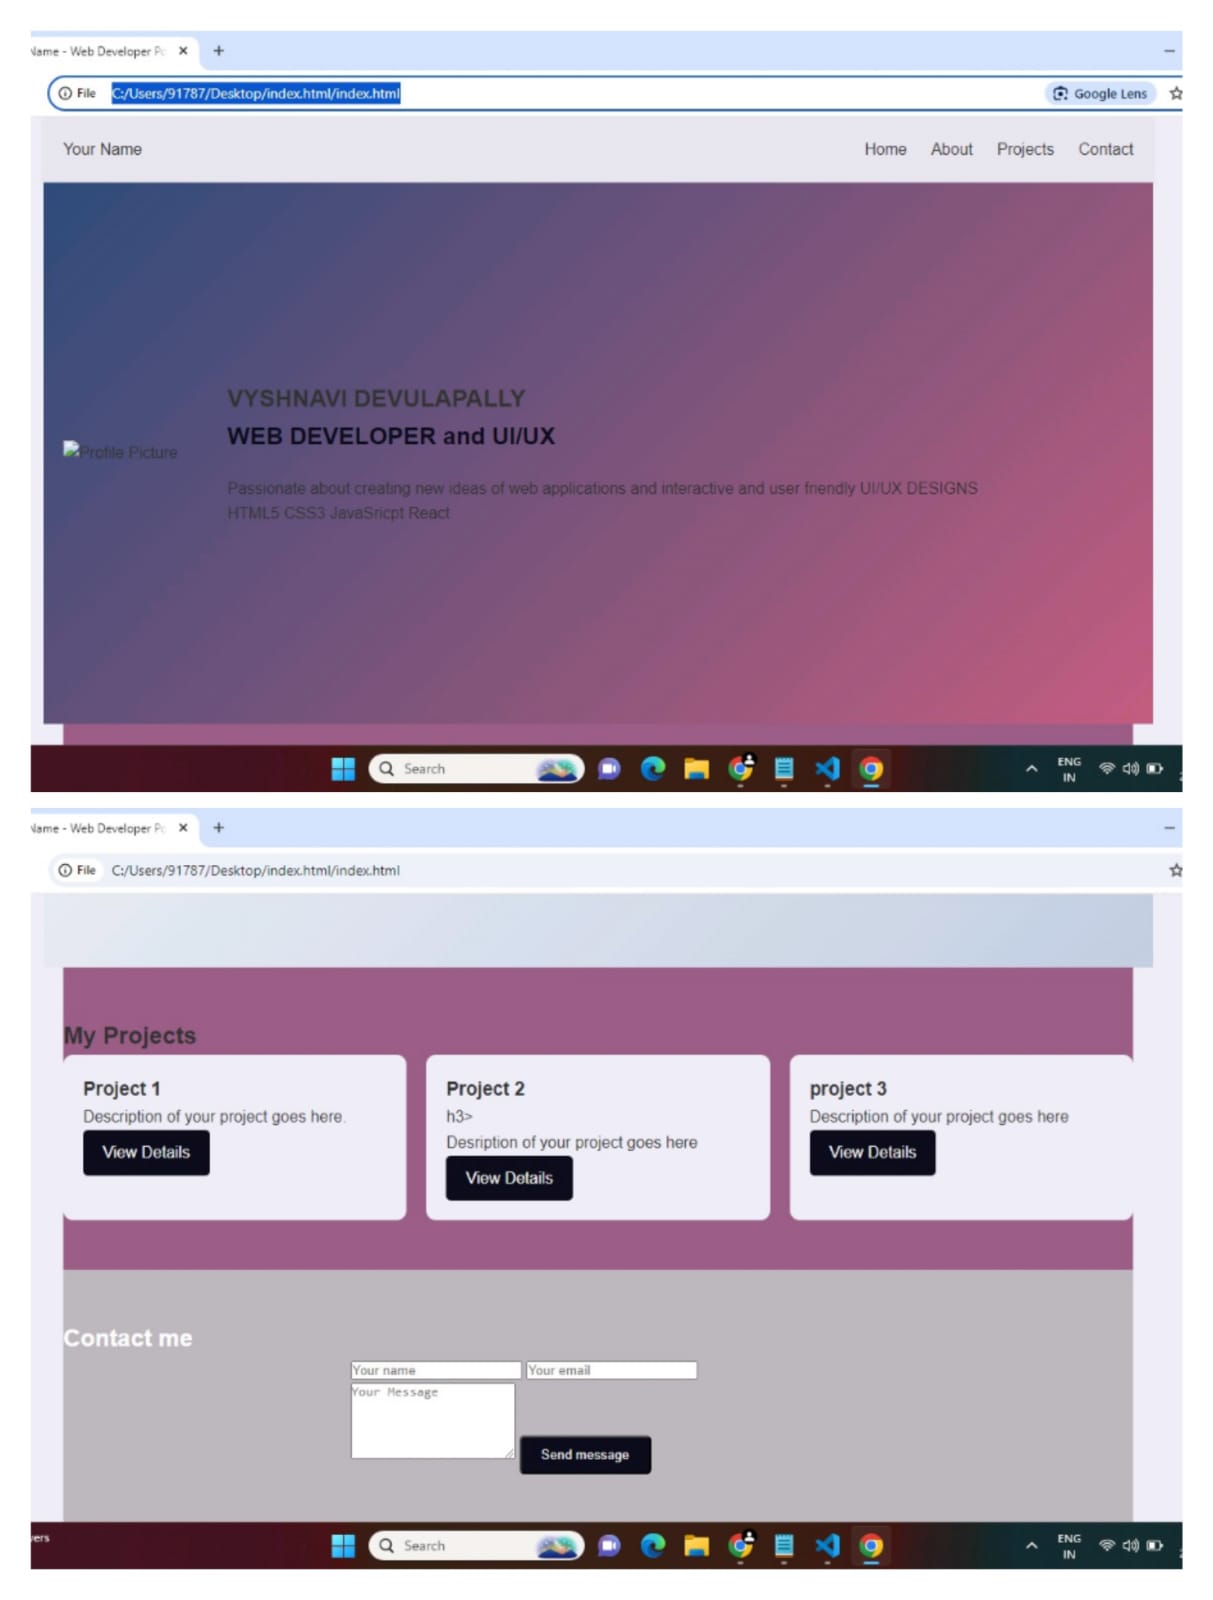 Name - Web Developer Po
File C:/Users/91787/Desktop/index.html/index.html Google Lens
Your Name Home About Projects Contact
VYSHNAVI DEVULAPALLY
WEB DEVELOPER and UI/UX
Profile Picture
Passionate about creating new ideas of web applications and interactive and user friendly UI/UX DESIGNS
HTML5 CSS3 JavaSricpt React
Search ENG
IN
Name - Web Developer Po
File C:/Users/91787/Desktop/index.html/index.html
My Projects
Project 1
Description of your project goes here.
View Details
Project 2
h3>
Desription of your project goes here
View Details
project 3
Description of your project goes here
View Details
Contact me
Your name Your email
Your Message
Send message
vers Search ENG
IN